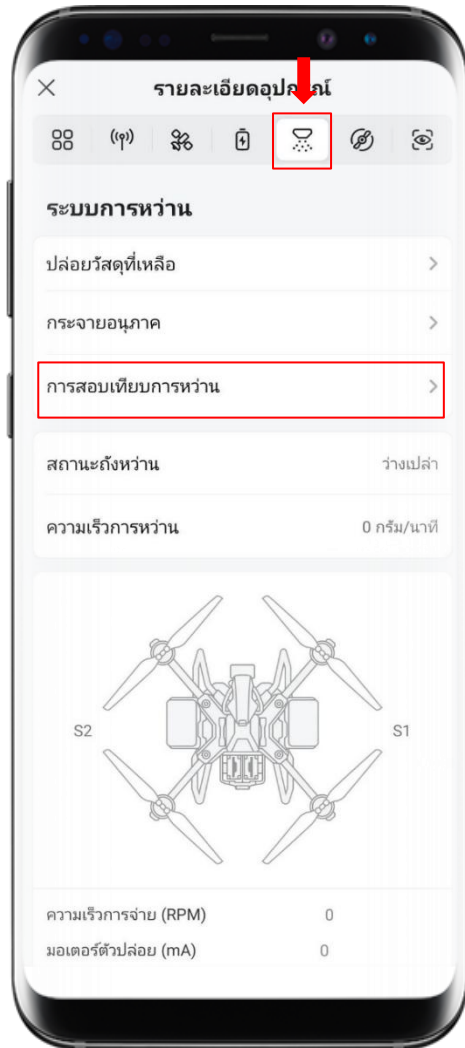 รายละเอียดอุปกรณ์
ระบบการหว่าน
ปล่อยวัสดุที่เหลือ
กระจายอนุภาค
การสอบเทียบการหว่าน
สถานะถังหว่าน ว่างเปล่า
ความเร็วการหว่าน 0 กรัม/นาที
S2 S1
ความเร็วการจ่าย (RPM) 0
มอเตอร์ตัวปล่อย (mA) 0